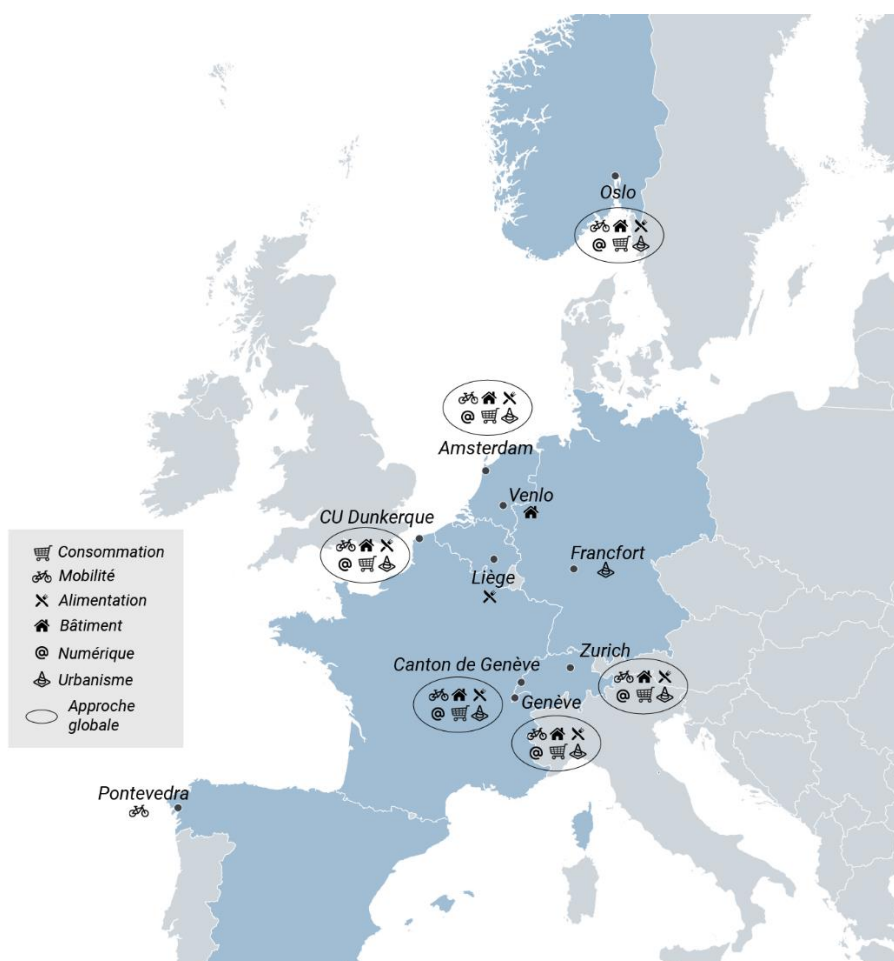 Oslo
@
@
Amsterdam
Venlo
CU Dunkerque
@
Liège
Francfort
Consommation
Mobilité
Alimentation
Bâtiment
@ Numérique
Urbanisme
Approche
globale
Zurich
@
Canton de Genève
@
Genève
@
Pontevedra